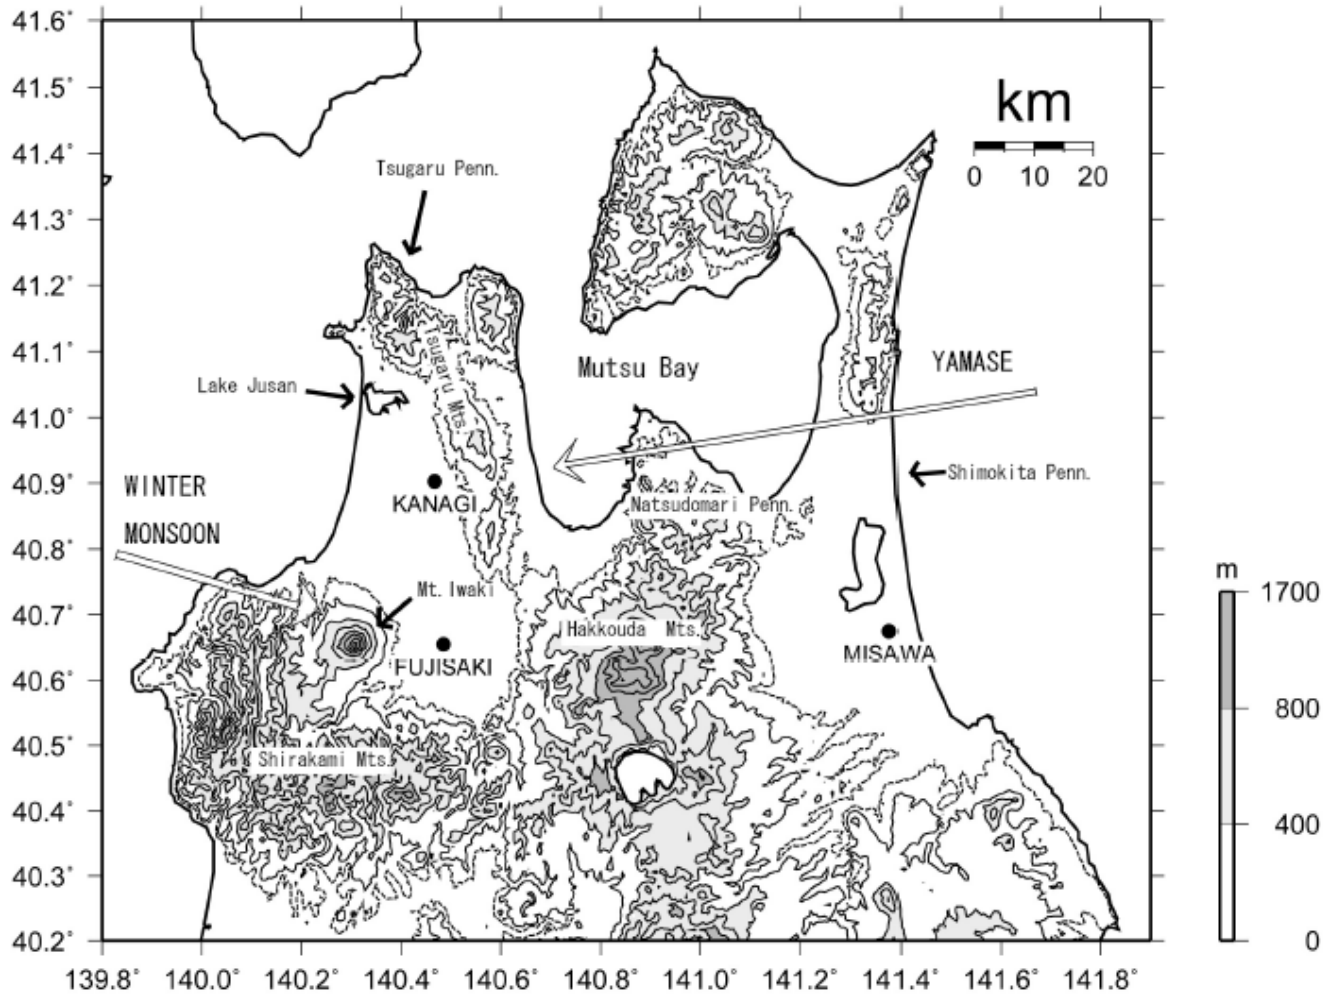 41.6°
41.5°
41.4°
41.3°
41.2°
41.1°
41.0°
40.9°
40.8°
40.7°
40.6°
40.5°
40.4°
40.3°
40.2°
139.8°
140.0°
140.2°
140.4°
140.6°
140.8°
141.0°
141.2°
141.4°
141.6°
141.8°
km
0
10
20
Tsugaru Penn.
Tsugaru Mts.
Mutsu Bay
YAMASE
Lake Jusan
Shimokita Penn.
WINTER
MONSOON
KANAGI
Natsudomari Penn.
Mt. Iwaki
Hakkouda Mts.
FUJISAKI
MISAWA
Shirakami Mts.
m
1700
800
400
0